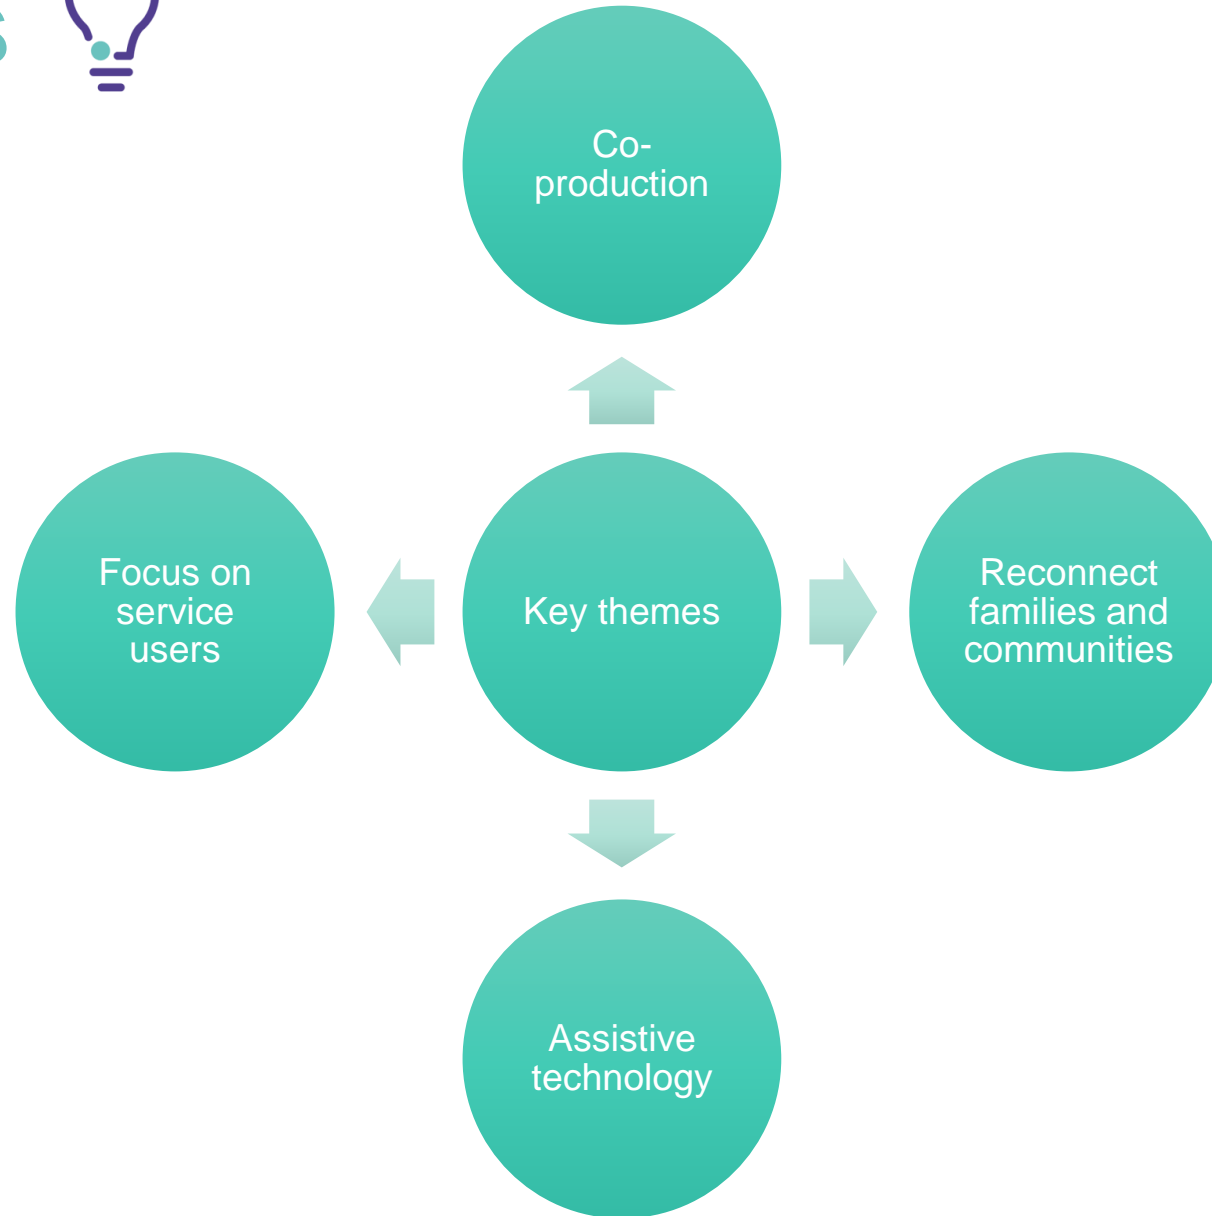 s
Co-
production
Focus on
service
users
Key themes
Reconnect
families and
communities
Assistive
technology